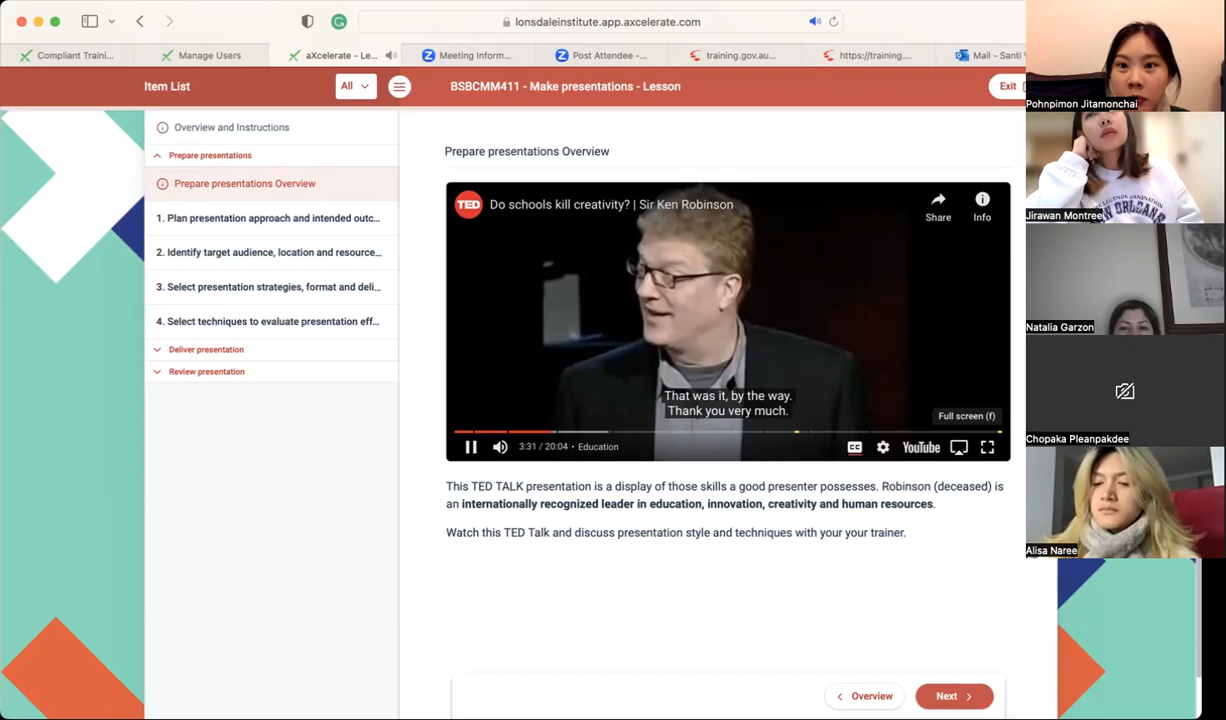 lonsdaleinstitute.app.axcelerate.com
Compliant Traini...
Manage Users
aXcelerate - Le...
Meeting Inform...
Post Attendee -...
training.gov.au...
https://training....
Mail - Santi
Item List
All
BSBCMM411 - Make presentations - Lesson
Exit
Overview and Instructions
Prepare presentations
Prepare presentations Overview
1. Plan presentation approach and intended outc...
2. Identify target audience, location and resource...
3. Select presentation strategies, format and deli...
4. Select techniques to evaluate presentation eff...
Deliver presentation
Review presentation
Prepare presentations Overview
TED
Do schools kill creativity? | Sir Ken Robinson
Share
Info
That was it, by the way.
Thank you very much.
Full screen (f)
3:31 / 20:04 • Education
CC
YouTube
This TED TALK presentation is a display of those skills a good presenter possesses. Robinson (deceased) is
an internationally recognized leader in education, innovation, creativity and human resources.
Watch this TED Talk and discuss presentation style and techniques with your your trainer.
Overview
Next
Pohnpimon Jitamonchai
Jirawan Montree
Natalia Garzon
Chopaka Pleanpakdee
Alisa Naree